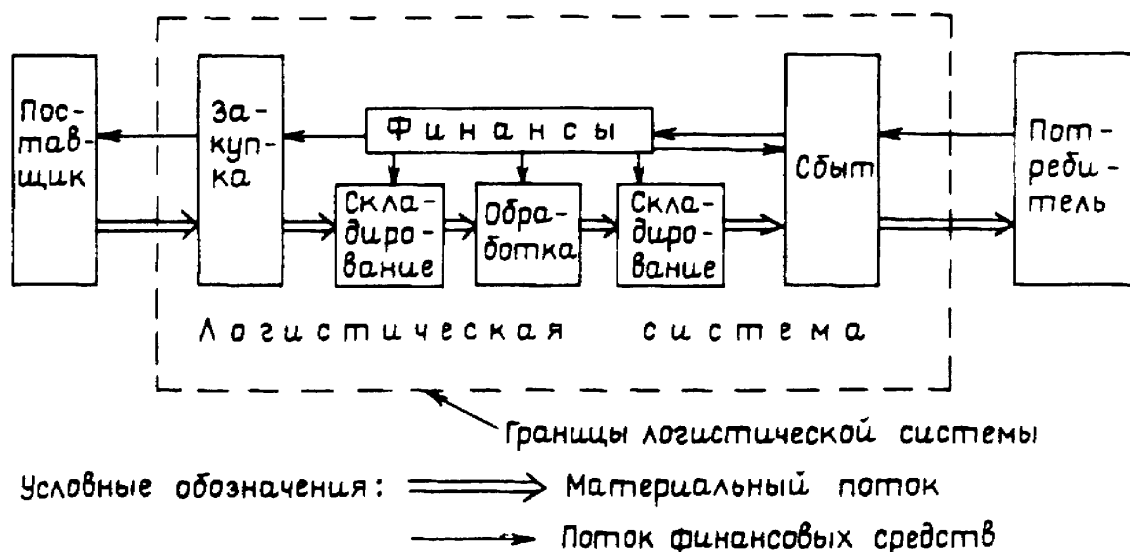 Пос-
тав-
щик
За-
куп-
ка
Финансы
Скла-
диро-
вание
Обра-
ботка
Скла-
диро-
вание
Сбыт
Пот-
реби-
тель
Логистическая система
Границы логистической системы
Условные обозначения: Материальный поток
Поток финансовых средств